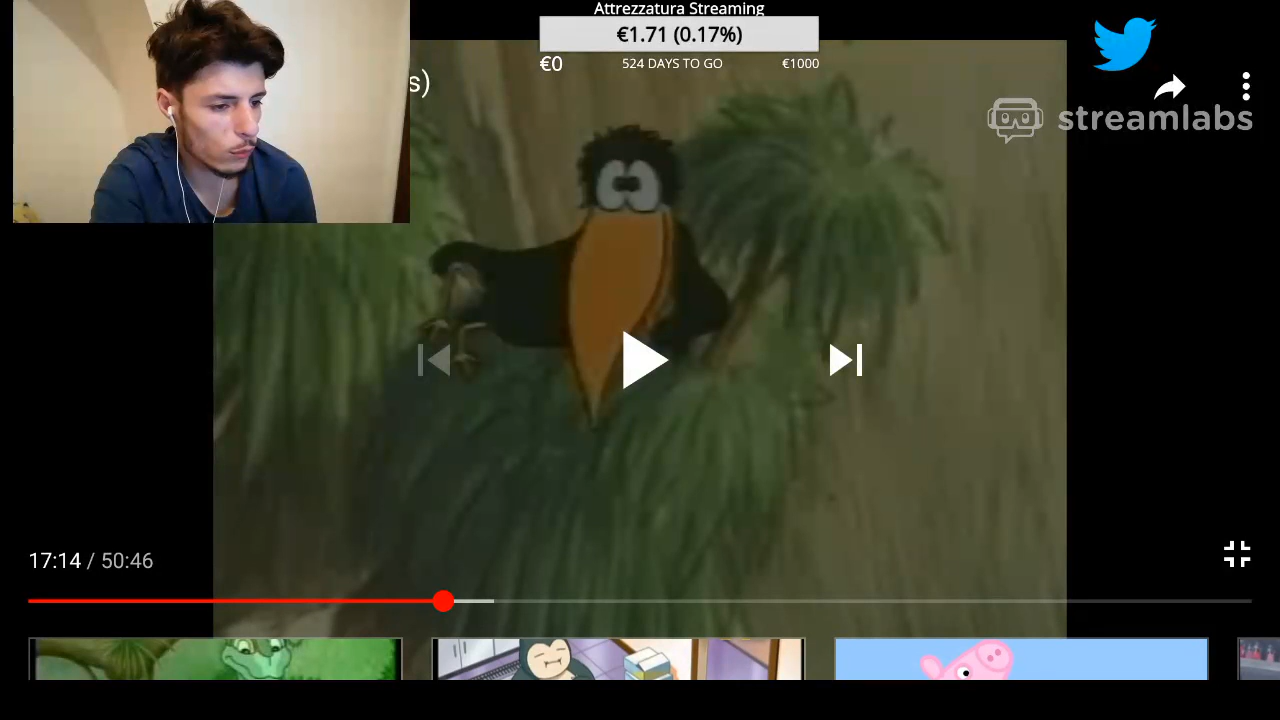 Attrezzatura Streaming
€1.71 (0.17%)
€0 524 DAYS TO GO €1000
s)
streamlabs
17:14 / 50:46